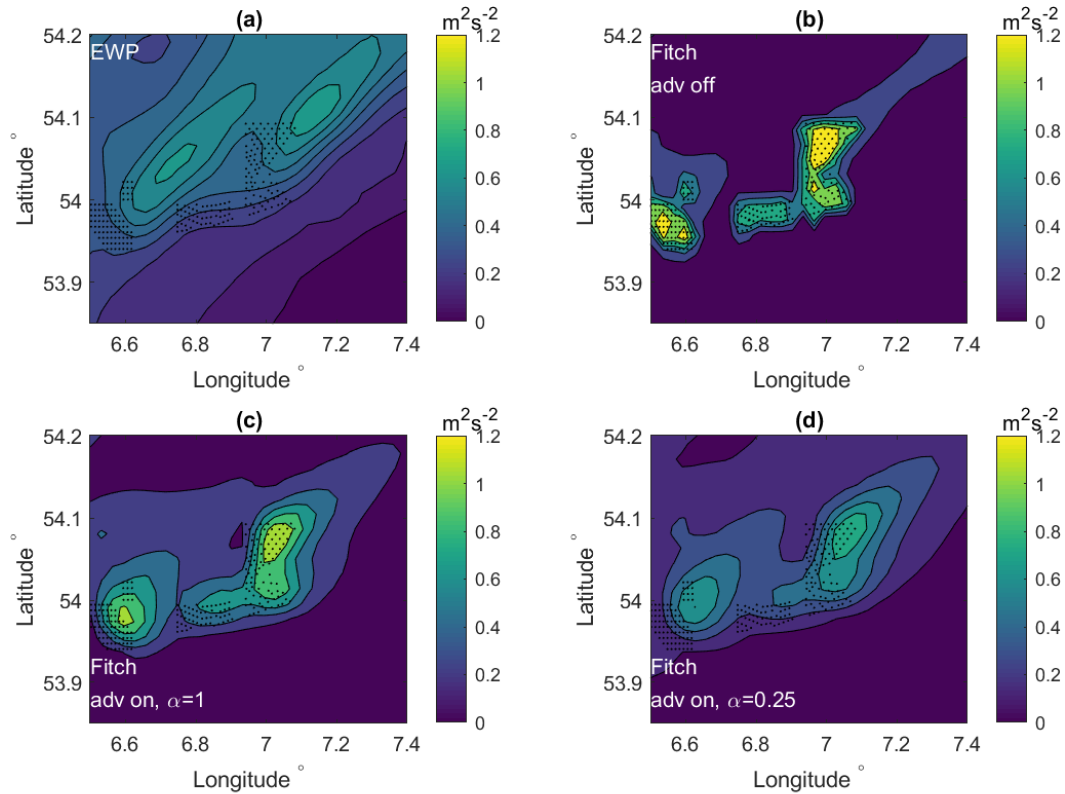 (a)
m²s⁻²
EWP
54.2
54.1
54
53.9
Latitude °
6.6 6.8 7 7.2 7.4
Longitude °
1.2
1
0.8
0.6
0.4
0.2
0
(b)
m²s⁻²
Fitch
adv off
54.2
54.1
54
53.9
Latitude °
6.6 6.8 7 7.2 7.4
Longitude °
1.2
1
0.8
0.6
0.4
0.2
0
(c)
m²s⁻²
54.2
54.1
54
53.9
Latitude °
Fitch
adv on, α=1
6.6 6.8 7 7.2 7.4
Longitude °
1.2
1
0.8
0.6
0.4
0.2
0
(d)
m²s⁻²
54.2
54.1
54
53.9
Latitude °
Fitch
adv on, α=0.25
6.6 6.8 7 7.2 7.4
Longitude °
1.2
1
0.8
0.6
0.4
0.2
0